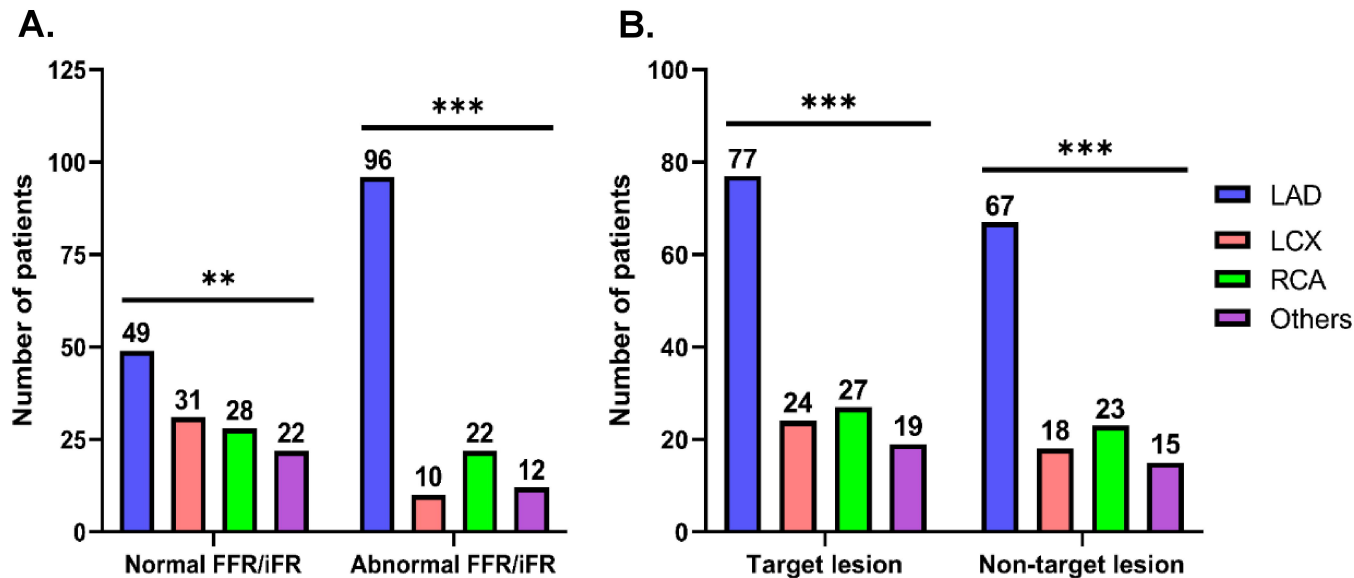 A.
B.
Number of patients
125
100
75
50
25
0
**
***
49
31
28
22
96
10
22
12
Normal FFR/iFR
Abnormal FFR/iFR
Number of patients
100
80
60
40
20
0
***
***
77
24
27
19
67
18
23
15
Target lesion
Non-target lesion
LAD
LCX
RCA
Others